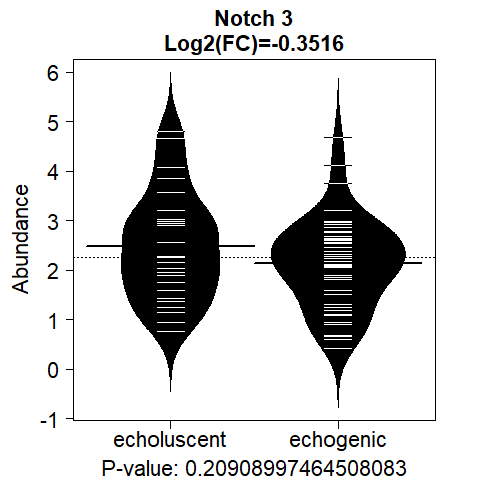 Notch 3
Log2(FC)=-0.3516
6
5
4
3
2
1
0
-1
Abundance
echoluscent echogenic
P-value: 0.20908997464508083